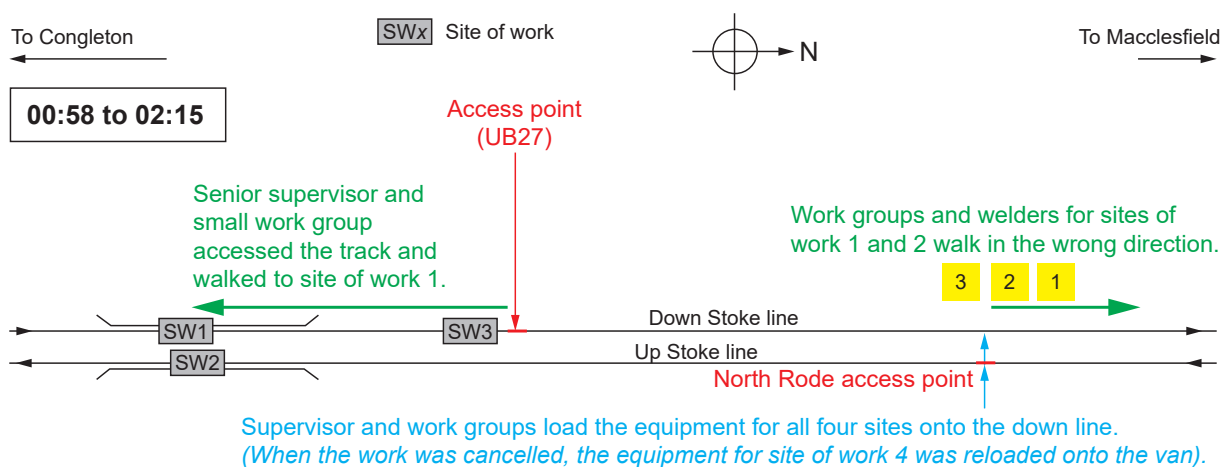 To Congleton
SWx Site of work
N
To Macclesfield
00:58 to 02:15
Access point
(UB27)
Senior supervisor and
small work group
accessed the track and
walked to site of work 1.
Work groups and welders for sites of
work 1 and 2 walk in the wrong direction.
3 2 1
SW1
SW3
Down Stoke line
SW2
Up Stoke line
North Rode access point
Supervisor and work groups load the equipment for all four sites onto the down line.
(When the work was cancelled, the equipment for site of work 4 was reloaded onto the van).